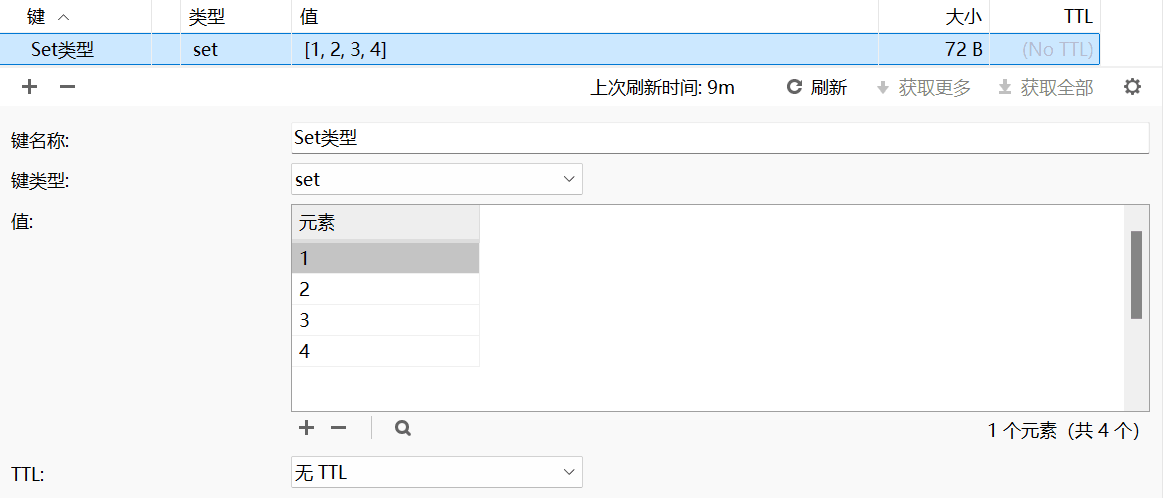 键 类型 值 大小 TTL
Set类型 set [1, 2, 3, 4] 72 B (No TTL)
上次刷新时间: 9m 刷新 获取更多 获取全部
键名称: Set类型
键类型: set
值: 元素
1
2
3
4
1 个元素（共 4 个）
TTL: 无 TTL